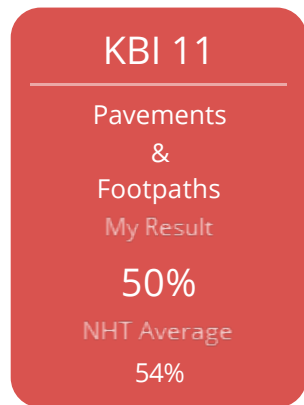 KBI 11
Pavements
&
Footpaths
My Result
50%
NHT Average
54%